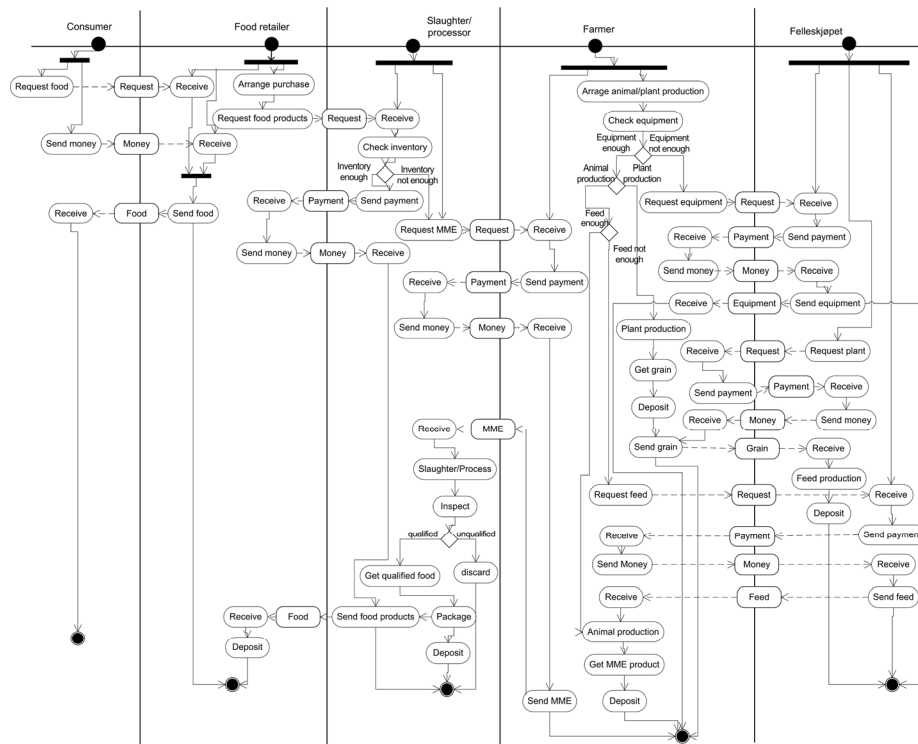 Consumer
Food retailer
Slaughter/
processor
Farmer
Felleskjøpet
Request food
Request
Receive
Arrange purchase
Arrage animal/plant production
Request food products
Request
Receive
Check equipment
Send money
Money
Receive
Check inventory
Equipment
enough
Equipment
not enough
Inventory
enough
Inventory
not enough
Animal
production
Plant
production
Receive
Food
Send food
Receive
Payment
Send payment
Request equipment
Request
Receive
Feed
enough
Request MME
Request
Receive
Receive
Payment
Send payment
Send money
Money
Receive
Feed not
enough
Send money
Money
Receive
Receive
Payment
Send payment
Receive
Equipment
Send equipment
Send money
Money
Receive
Plant production
Receive
Request
Request plant
Get grain
Send payment
Payment
Receive
Deposit
Receive
Money
Send money
Receive
MME
Send grain
Grain
Receive
Slaughter/Process
Feed production
Request feed
Request
Receive
Inspect
Deposit
qualified
unqualified
Receive
Payment
Send payment
Get qualified food
discard
Send Money
Money
Receive
Receive
Feed
Send feed
Receive
Food
Send food products
Package
Animal production
Deposit
Deposit
Get MME product
Send MME
Deposit